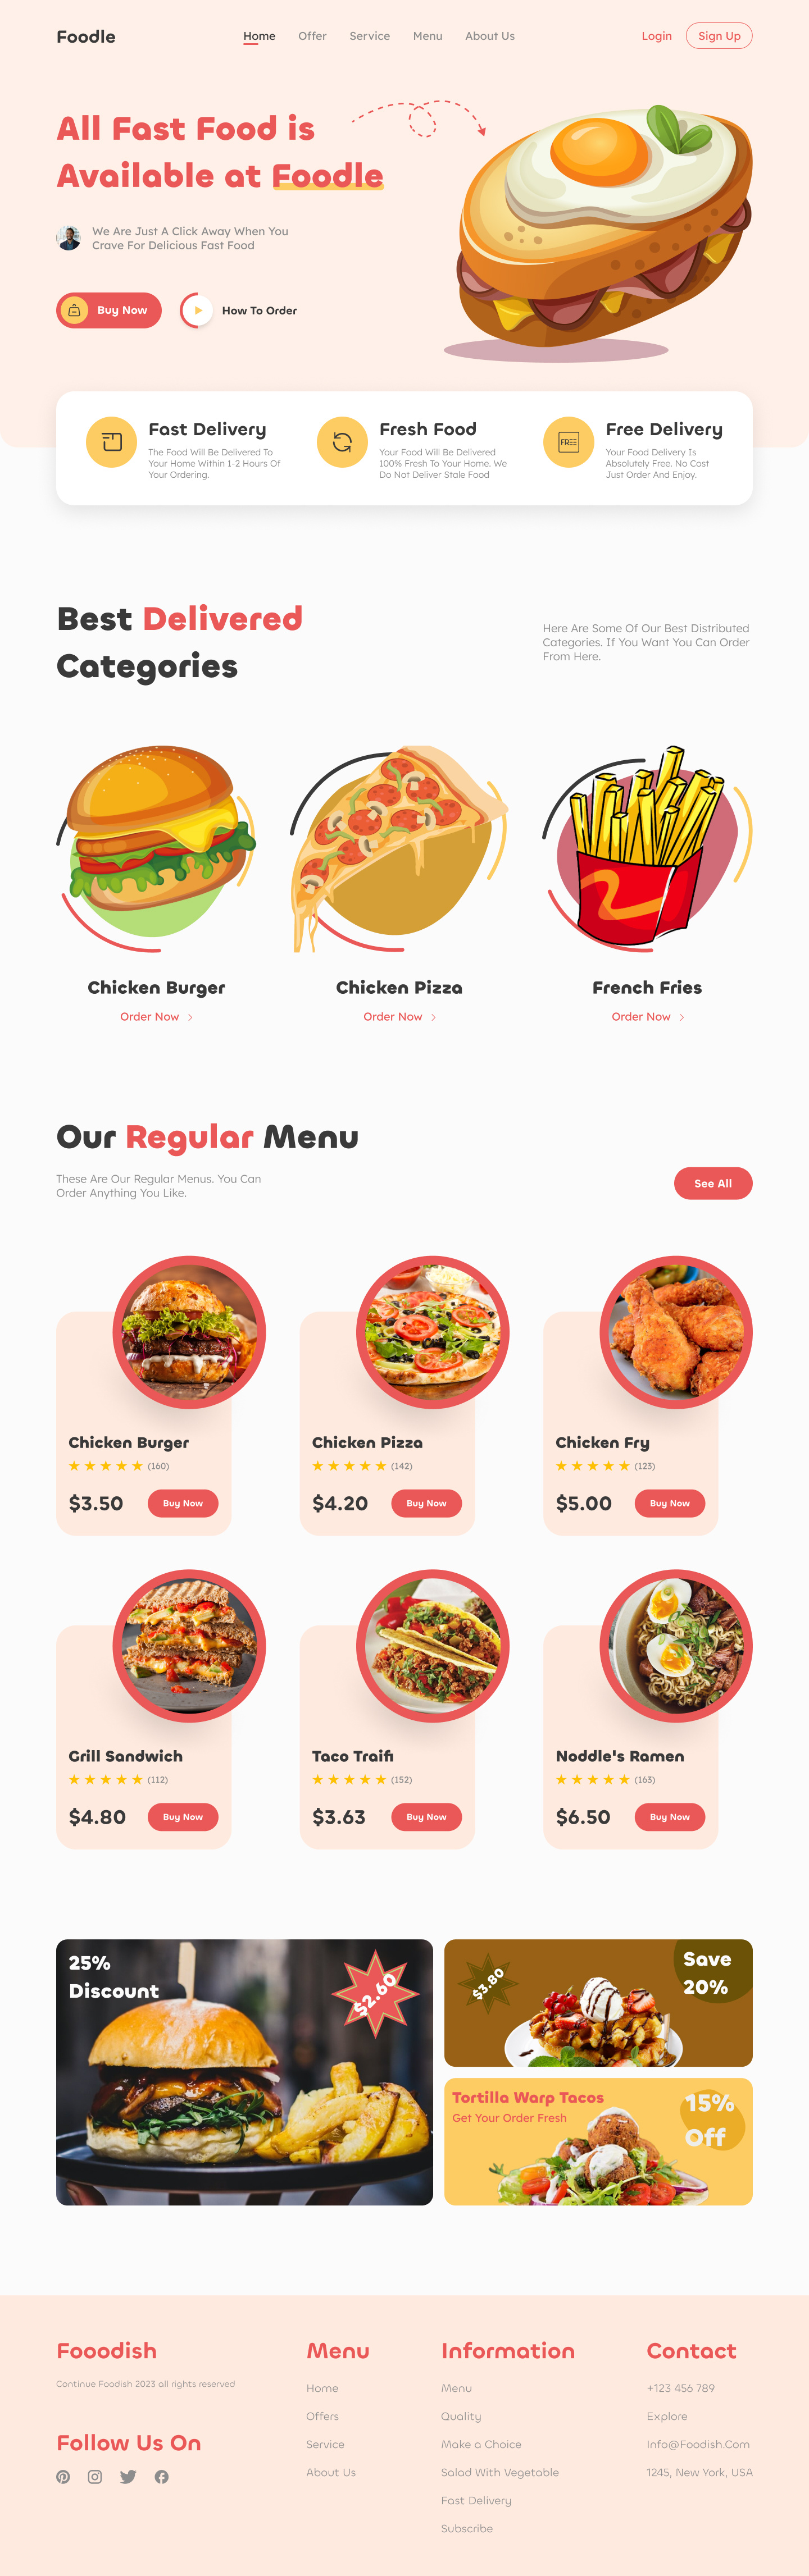 Foodle
Home
Offer
Service
Menu
About Us
Login
Sign Up
All Fast Food is
Available at Foodle
We Are Just A Click Away When You
Crave For Delicious Fast Food
Buy Now
How To Order
Fast Delivery
The Food Will Be Delivered To
Your Home Within 1-2 Hours Of
Your Ordering.
Fresh Food
Your Food Will Be Delivered
100% Fresh To Your Home. We
Do Not Deliver Stale Food
FREE
Free Delivery
Your Food Delivery Is
Absolutely Free. No Cost
Just Order And Enjoy.
Best Delivered
Categories
Here Are Some Of Our Best Distributed
Categories. If You Want You Can Order
From Here.
Chicken Burger
Order Now
Chicken Pizza
Order Now
French Fries
Order Now
Our Regular Menu
These Are Our Regular Menus. You Can
Order Anything You Like.
See All
Chicken Burger
(160)
$3.50
Buy Now
Chicken Pizza
(142)
$4.20
Buy Now
Chicken Fry
(123)
$5.00
Buy Now
Grill Sandwich
(112)
$4.80
Buy Now
Taco Traifi
(152)
$3.63
Buy Now
Noddle's Ramen
(163)
$6.50
Buy Now
25%
Discount
$2.60
$3.80
Save
20%
Tortilla Warp Tacos
Get Your Order Fresh
15%
Off
Fooodish
Continue Foodish 2023 all rights reserved
Follow Us On
Menu
Home
Offers
Service
About Us
Information
Menu
Quality
Make a Choice
Salad With Vegetable
Fast Delivery
Subscribe
Contact
+123 456 789
Explore
Info@Foodish.Com
1245, New York, USA